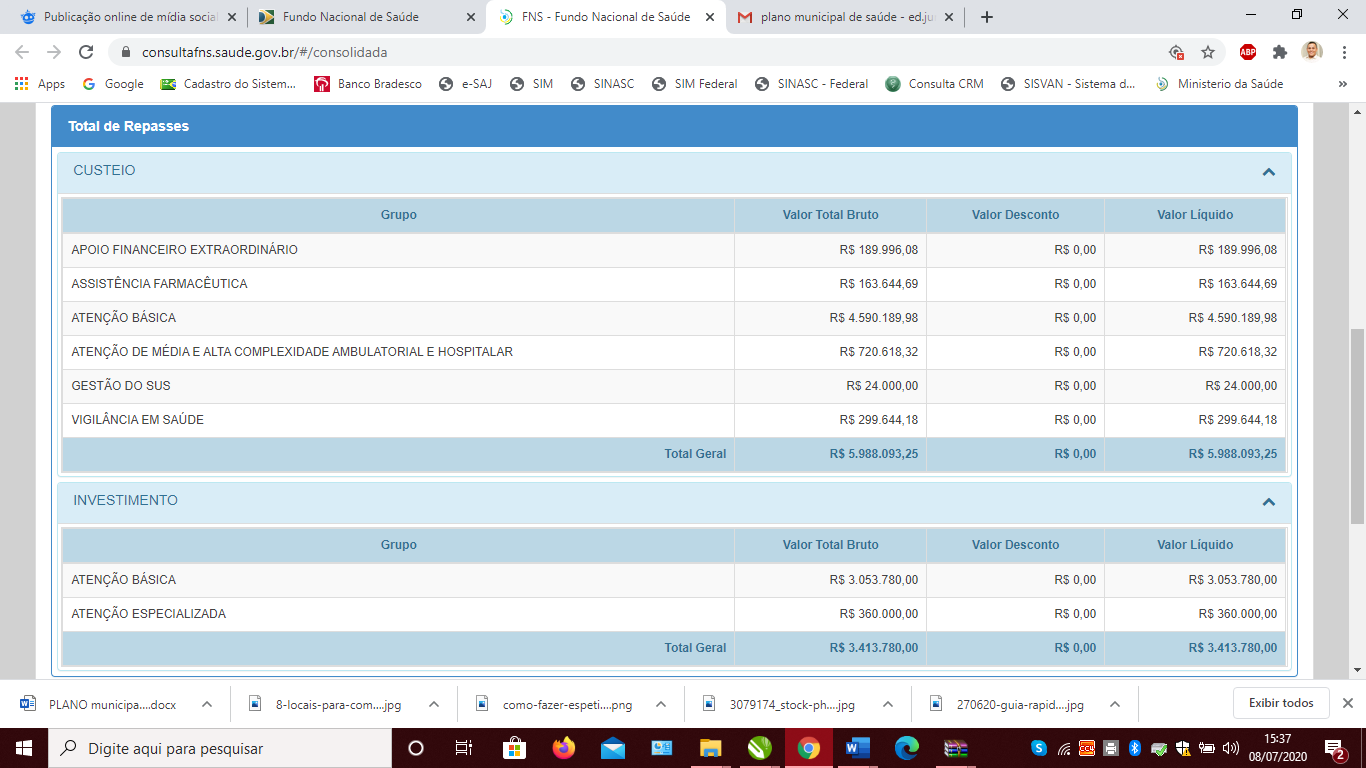 Publicação online de mídia social
Fundo Nacional de Saúde
FNS - Fundo Nacional de Saúde
plano municipal de saúde - ed.ju
consultafns.saude.gov.br/#/consolidada
Apps Google Cadastro do Sistem... Banco Bradesco e-SAJ SIM SINASC SIM Federal SINASC - Federal Consulta CRM SISVAN - Sistema d... Ministerio da Saúde »
Total de Repasses
CUSTEIO
Grupo Valor Total Bruto Valor Desconto Valor Líquido
APOIO FINANCEIRO EXTRAORDINÁRIO R$ 189.996,08 R$ 0,00 R$ 189.996,08
ASSISTÊNCIA FARMACÊUTICA R$ 163.644,69 R$ 0,00 R$ 163.644,69
ATENÇÃO BÁSICA R$ 4.590.189,98 R$ 0,00 R$ 4.590.189,98
ATENÇÃO DE MÉDIA E ALTA COMPLEXIDADE AMBULATORIAL E HOSPITALAR R$ 720.618,32 R$ 0,00 R$ 720.618,32
GESTÃO DO SUS R$ 24.000,00 R$ 0,00 R$ 24.000,00
VIGILÂNCIA EM SAÚDE R$ 299.644,18 R$ 0,00 R$ 299.644,18
Total Geral R$ 5.988.093,25 R$ 0,00 R$ 5.988.093,25
INVESTIMENTO
Grupo Valor Total Bruto Valor Desconto Valor Líquido
ATENÇÃO BÁSICA R$ 3.053.780,00 R$ 0,00 R$ 3.053.780,00
ATENÇÃO ESPECIALIZADA R$ 360.000,00 R$ 0,00 R$ 360.000,00
Total Geral R$ 3.413.780,00 R$ 0,00 R$ 3.413.780,00
PLANO municipa....docx 8-locais-para-com....jpg como-fazer-espeti....png 3079174_stock-ph....jpg 270620-guia-rapid....jpg Exibir todos
Digite aqui para pesquisar
15:37
08/07/2020
2
ABP